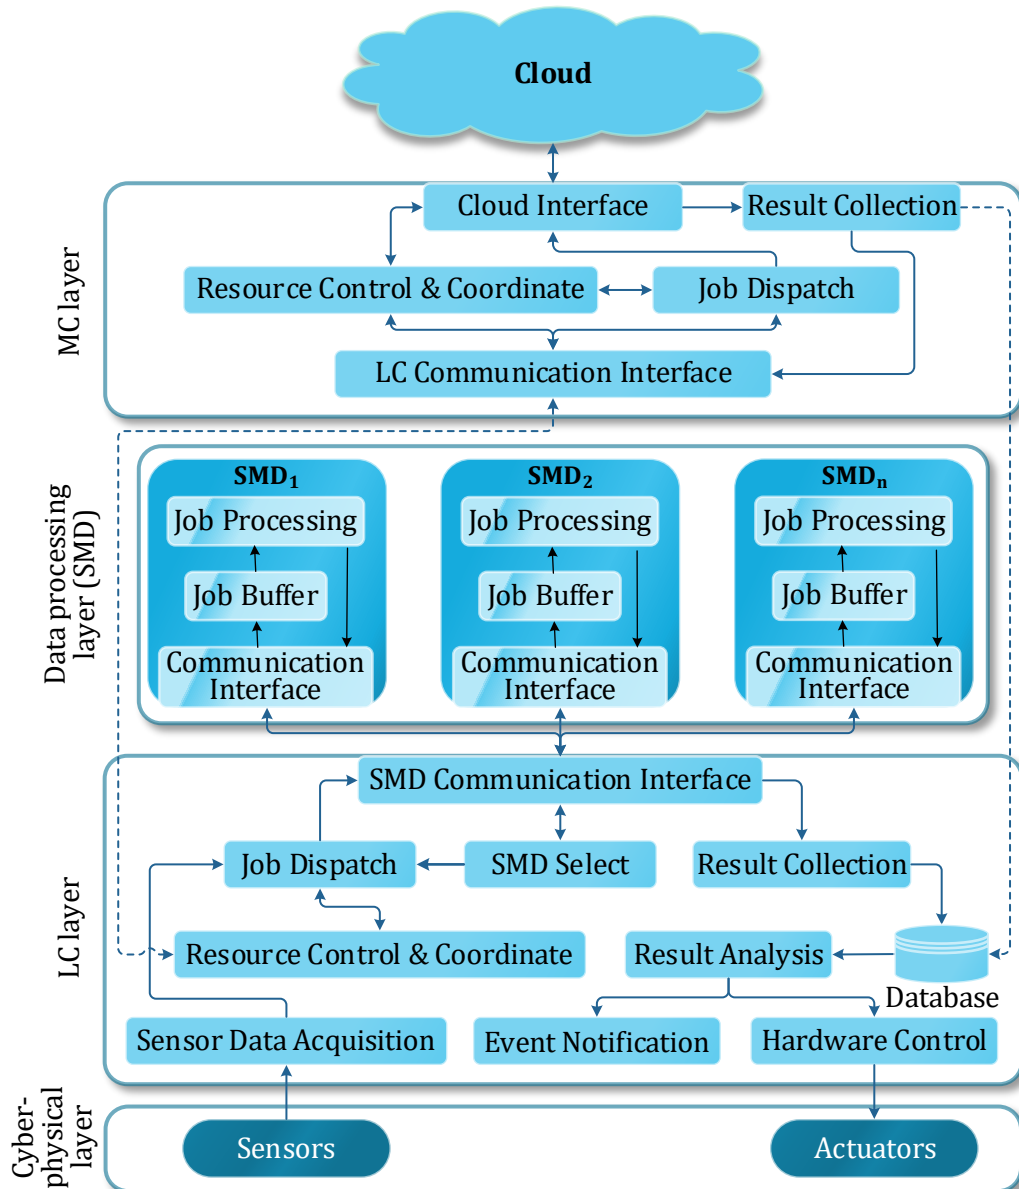 Cloud
MC layer
Cloud Interface
Result Collection
Resource Control & Coordinate
Job Dispatch
LC Communication Interface
Data processing
layer (SMD)
SMD1
Job Processing
Job Buffer
Communication
Interface
SMD2
Job Processing
Job Buffer
Communication
Interface
SMDn
Job Processing
Job Buffer
Communication
Interface
LC layer
SMD Communication Interface
Job Dispatch
SMD Select
Result Collection
Resource Control & Coordinate
Result Analysis
Database
Sensor Data Acquisition
Event Notification
Hardware Control
Cyber-
physical
layer
Sensors
Actuators